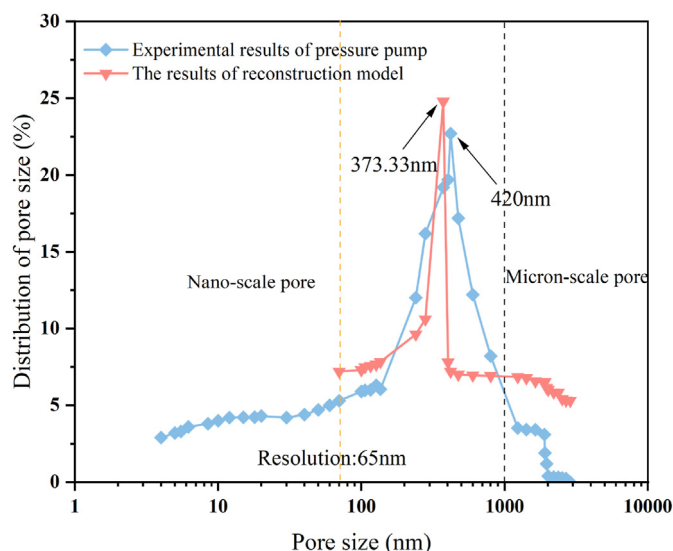 30
25
20
15
10
5
0
Distribution of pore size (%)
Experimental results of pressure pump
The results of reconstruction model
373.33nm
420nm
Nano-scale pore
Micron-scale pore
Resolution:65nm
1
10
100
1000
10000
Pore size (nm)